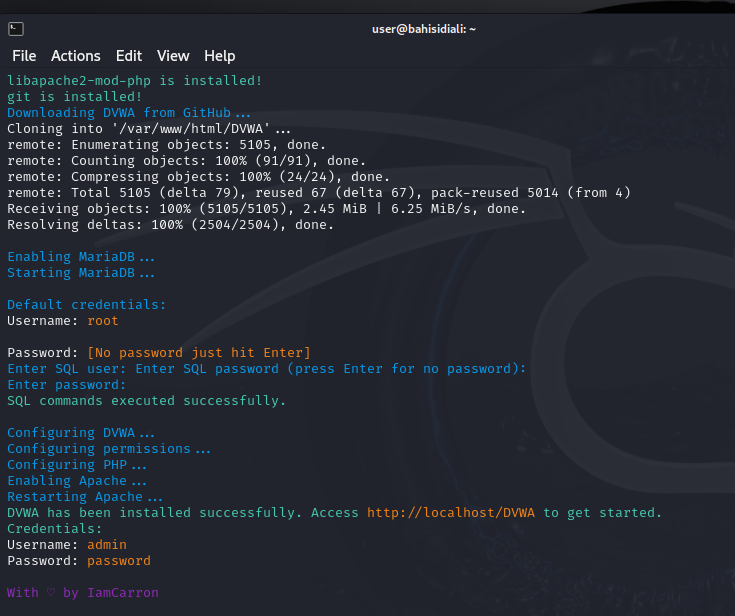 user@bahisidiali: ~
File Actions Edit View Help
libapache2-mod-php is installed!
git is installed!
Downloading DVWA from GitHub...
Cloning into '/var/www/html/DVWA'...
remote: Enumerating objects: 5105, done.
remote: Counting objects: 100% (91/91), done.
remote: Compressing objects: 100% (24/24), done.
remote: Total 5105 (delta 79), reused 67 (delta 67), pack-reused 5014 (from 4)
Receiving objects: 100% (5105/5105), 2.45 MiB | 6.25 MiB/s, done.
Resolving deltas: 100% (2504/2504), done.
Enabling MariaDB...
Starting MariaDB...
Default credentials:
Username: root
Password: [No password just hit Enter]
Enter SQL user: Enter SQL password (press Enter for no password):
Enter password:
SQL commands executed successfully.
Configuring DVWA...
Configuring permissions...
Configuring PHP...
Enabling Apache...
Restarting Apache...
DVWA has been installed successfully. Access http://localhost/DVWA to get started.
Credentials:
Username: admin
Password: password
With ♡ by IamCarron